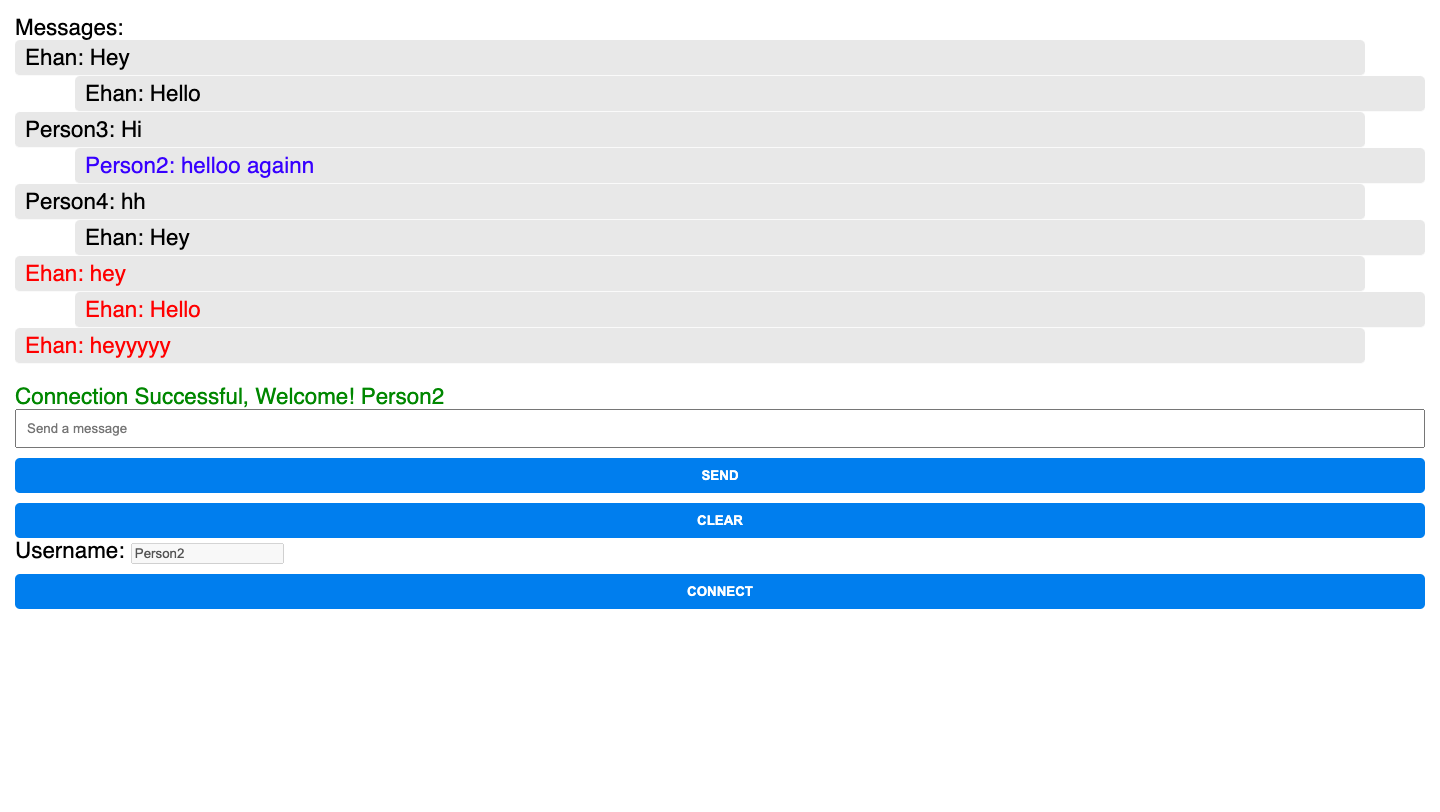 Messages:
Ehan: Hey
Ehan: Hello
Person3: Hi
Person2: helloo againn
Person4: hh
Ehan: Hey
Ehan: hey
Ehan: Hello
Ehan: heyyyyy
Connection Successful, Welcome! Person2
Send a message
SEND
CLEAR
Username: Person2
CONNECT